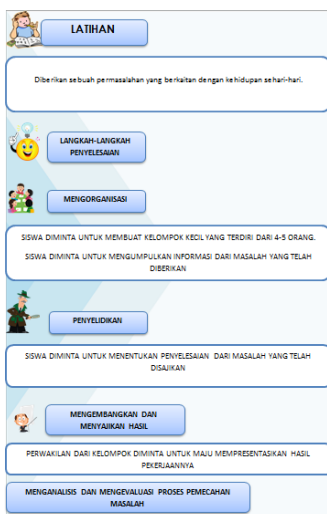 LATIHAN
Diberikan sebuah permasalahan yang berkaitan dengan kehidupan sehari-hari.
LANGKAH-LANGKAH
PENYELESAIAN
MENGORGANISASI
SISWA DIMINTA UNTUK MEMBUAT KELOMPOK KECIL YANG TERDIRI DARI 4-5 ORANG.
SISWA DIMINTA UNTUK MENGUMPULKAN INFORMASI DARI MASALAH YANG TELAH
DIBERIKAN
PENYELIDIKAN
SISWA DIMINTA UNTUK MENENTUKAN PENYELESAIAN DARI MASALAH YANG TELAH
DISAJIKAN
MENGEMBANGKAN DAN
MENYAJIKAN HASIL
PERWAKILAN DARI KELOMPOK DIMINTA UNTUK MAJU MEMPRESENTASIKAN HASIL
PEKERJAANNYA
MENGANALISIS DAN MENGEVALUASI PROSES PEMECAHAN
MASALAH